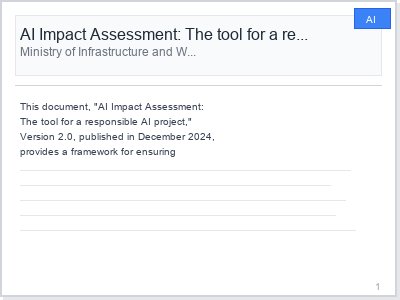 AI
AI Impact Assessment: The tool for a re...
Ministry of Infrastructure and W...
This document, "AI Impact Assessment:
The tool for a responsible AI project,"
Version 2.0, published in December 2024,
provides a framework for ensuring
1